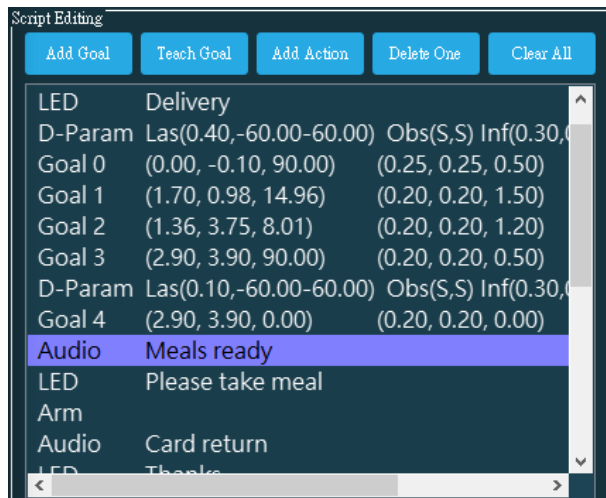 Script Editing
Add Goal Teach Goal Add Action Delete One Clear All
LED Delivery
D-Param Las(0.40,-60.00-60.00) Obs(S,S) Inf(0.30,
Goal 0 (0.00, -0.10, 90.00) (0.25, 0.25, 0.50)
Goal 1 (1.70, 0.98, 14.96) (0.20, 0.20, 1.50)
Goal 2 (1.36, 3.75, 8.01) (0.20, 0.20, 1.20)
Goal 3 (2.90, 3.90, 90.00) (0.20, 0.20, 0.50)
D-Param Las(0.10,-60.00-60.00) Obs(S,S) Inf(0.30,
Goal 4 (2.90, 3.90, 0.00) (0.20, 0.20, 0.00)
Audio Meals ready
LED Please take meal
Arm
Audio Card return
LED Thanks